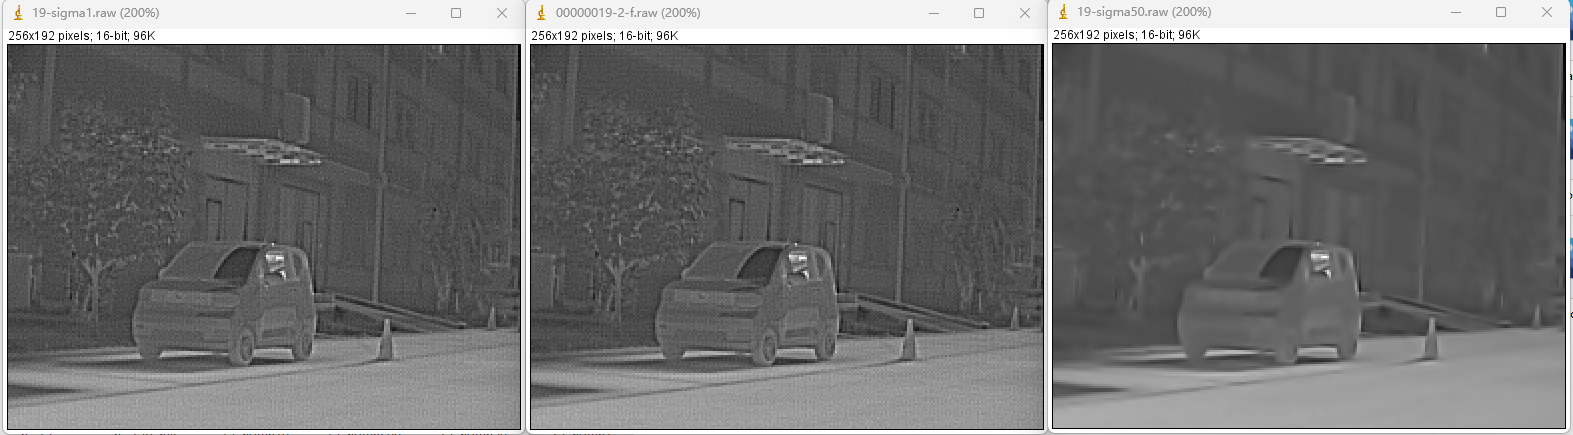 19-sigma1.raw (200%)
256x192 pixels; 16-bit; 96K
00000019-2-f.raw (200%)
256x192 pixels; 16-bit; 96K
19-sigma50.raw (200%)
256x192 pixels; 16-bit; 96K